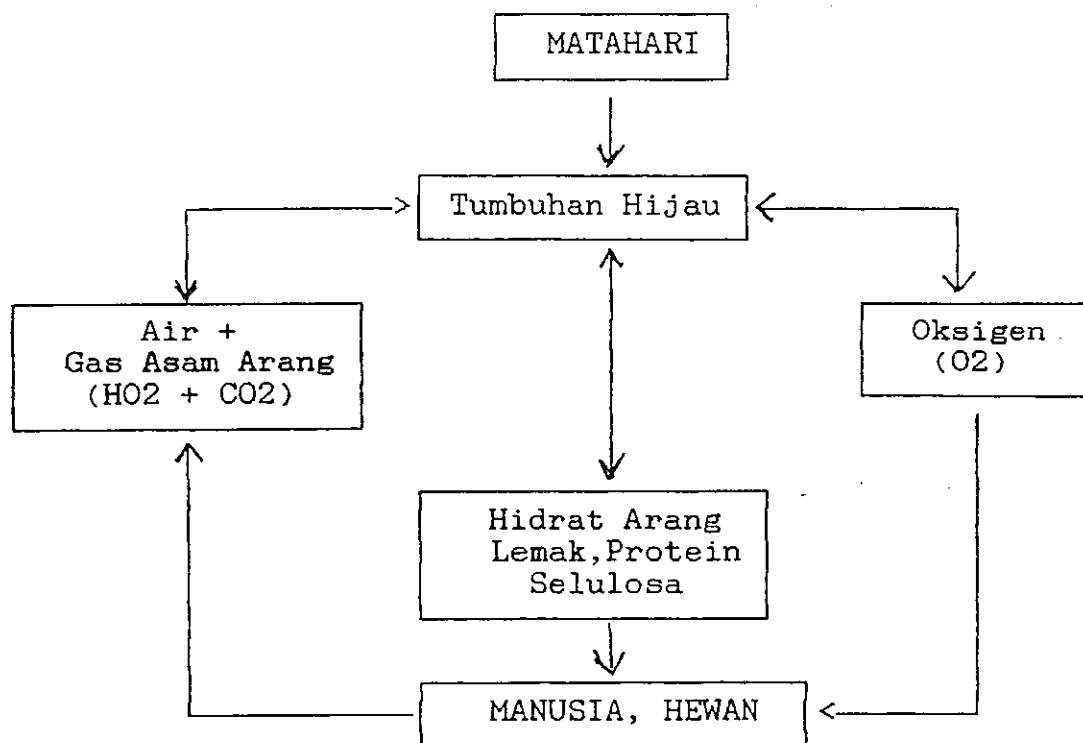 MATAHARI
Tumbuhan Hijau
Air +
Gas Asam Arang
(HO2 + CO2)
Oksigen
(O2)
Hidrat Arang
Lemak,Protein
Selulosa
MANUSIA, HEWAN